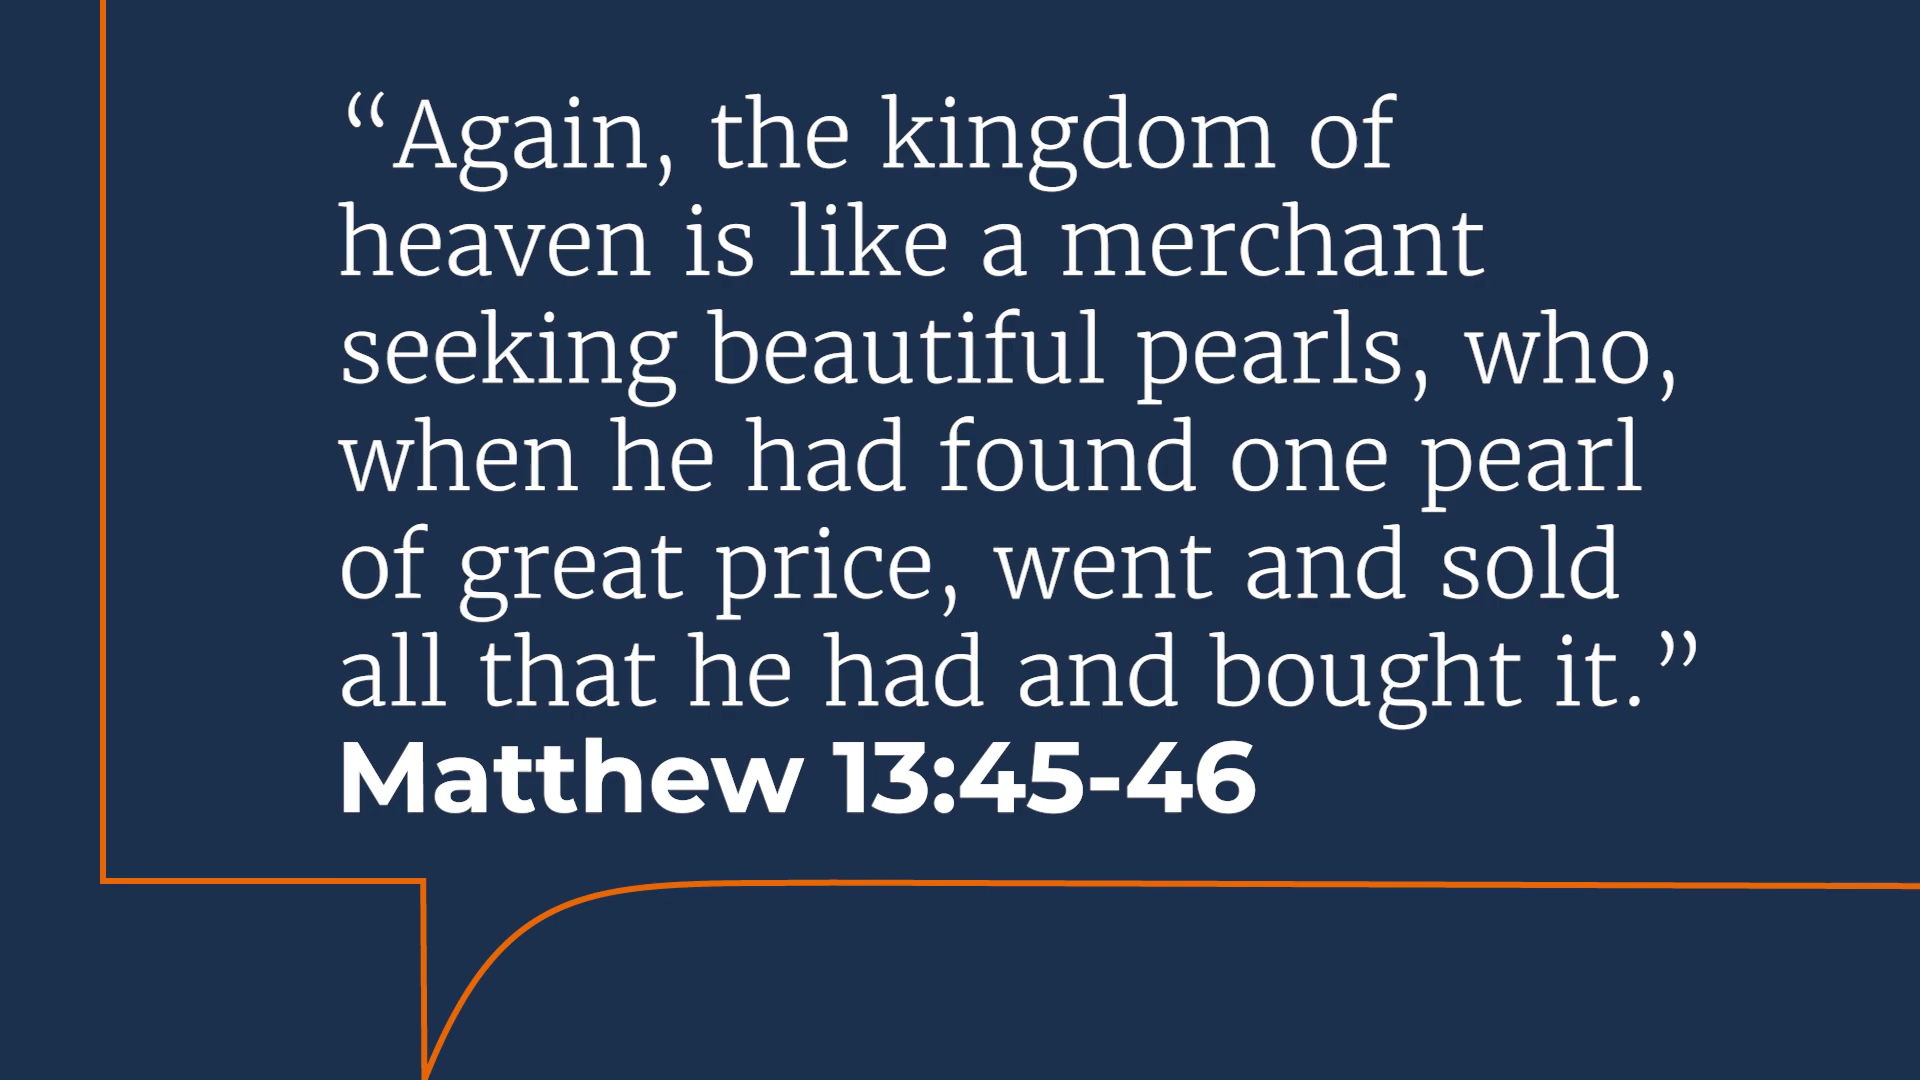 “Again, the kingdom of
heaven is like a merchant
seeking beautiful pearls, who,
when he had found one pearl
of great price, went and sold
all that he had and bought it.”
Matthew 13:45-46